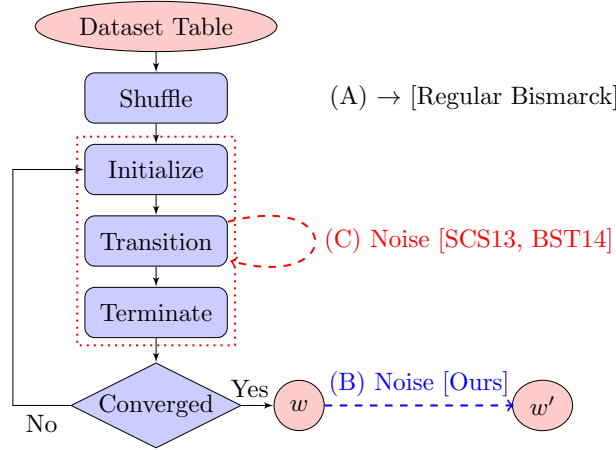 Dataset Table
Shuffle
(A) → [Regular Bismarck]
Initialize
Transition
(C) Noise [SCS13, BST14]
Terminate
Converged
Yes
No
w
(B) Noise [Ours]
w′